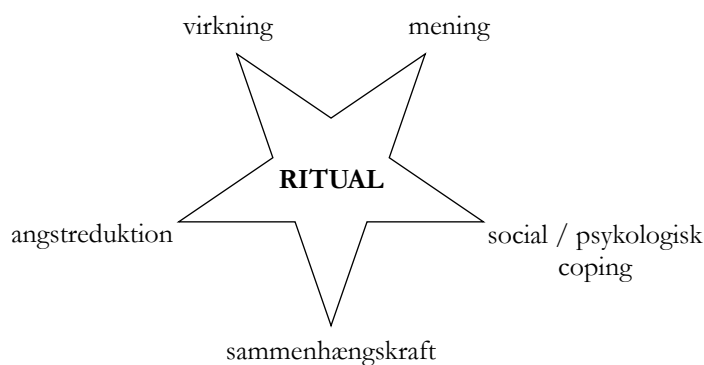 virkning
mening
RITUAL
angstreduktion
social / psykologisk
coping
sammenhængskraft